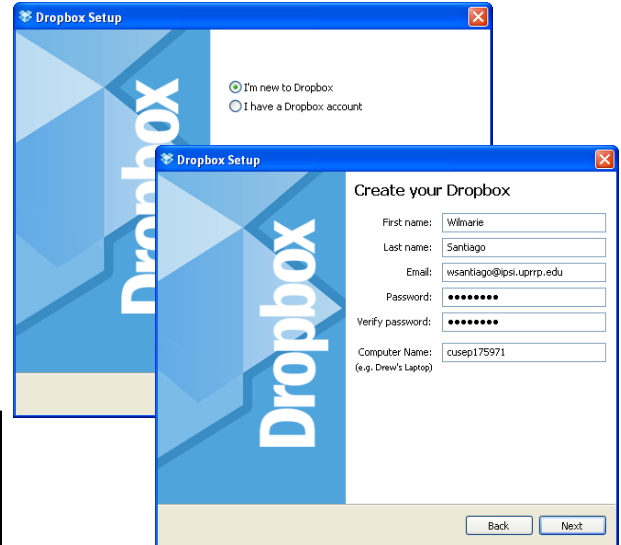 Dropbox Setup
I'm new to Dropbox
I have a Dropbox account
Dropbox
Dropbox Setup
Create your Dropbox
First name: Wilmarie
Last name: Santiago
Email: wsantiago@ipsi.uprrp.edu
Password: ●●●●●●●●
Verify password: ●●●●●●●●
Computer Name: cusep175971
(e.g. Drew's Laptop)
Dropbox
Back Next